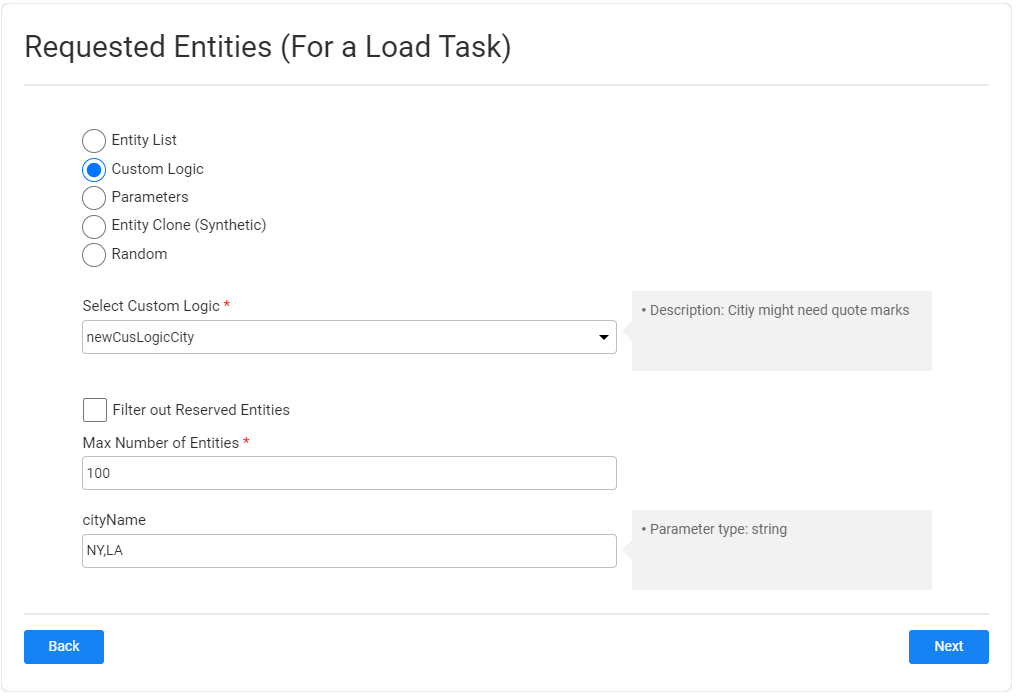 Requested Entities (For a Load Task)
Entity List
Custom Logic
Parameters
Entity Clone (Synthetic)
Random
Select Custom Logic *
newCusLogicCity
• Description: Citiy might need quote marks
Filter out Reserved Entities
Max Number of Entities *
100
cityName
NY,LA
• Parameter type: string
Back
Next